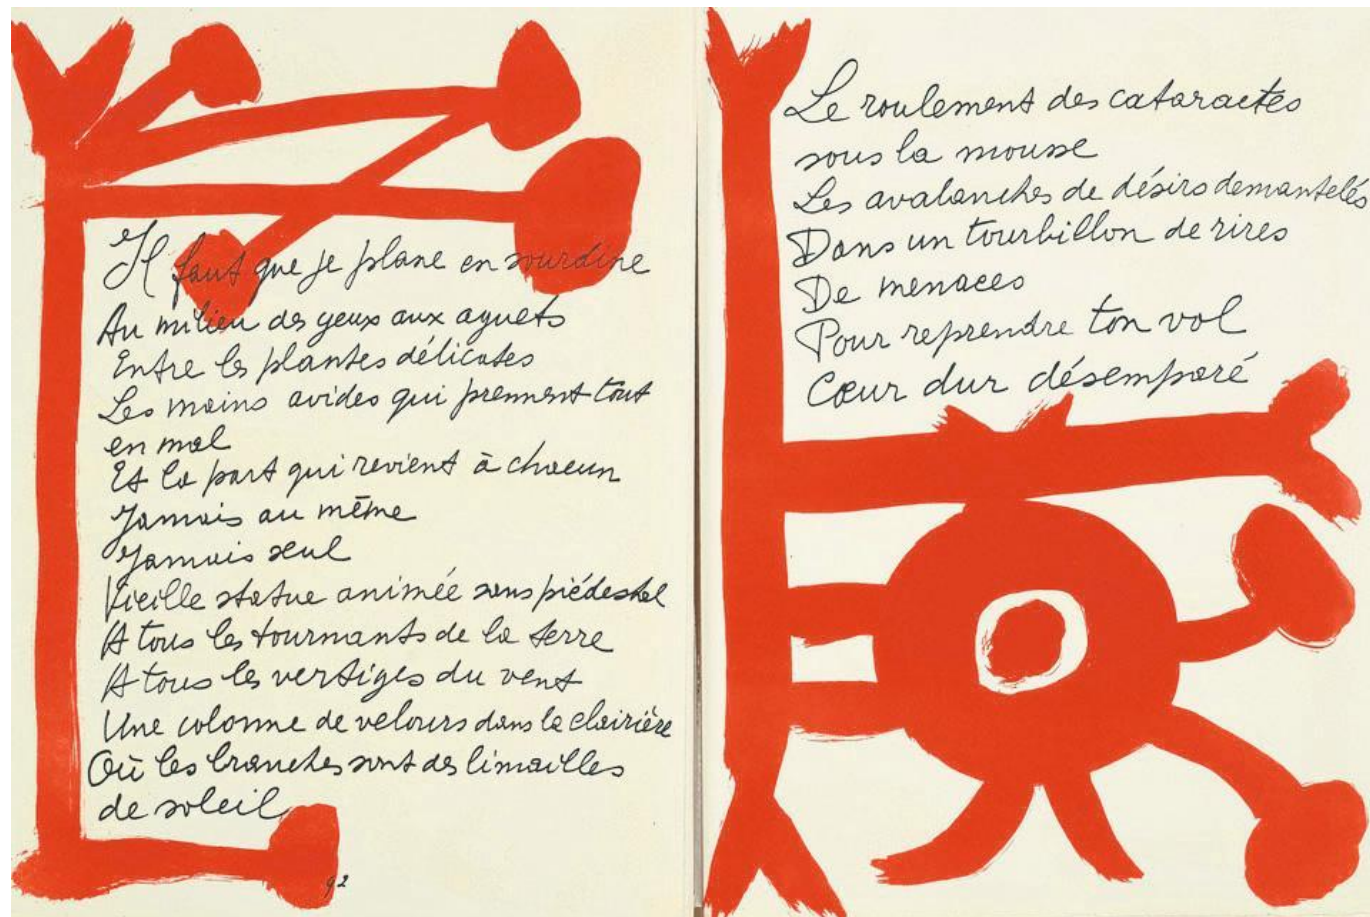 Il faut que je plane en sourdine
Au milieu des yeux aux aguets
Entre les plantes délicates
Les mains avides qui prennent tout
en mal
Et la part qui revient à chacun
Jamais au même
Jamais seul
Vieille statue animée sans piédestal
A tous les tournants de la terre
A tous les vertiges du vent
Une colonne de velours dans la clairière
Où les branches sont des limailles
de soleil
92
Le roulement des cataractes
sous la mousse
Les avalanches de désirs demantelés
Dans un tourbillon de rires
De menaces
Pour reprendre ton vol
Cœur dur désemparé